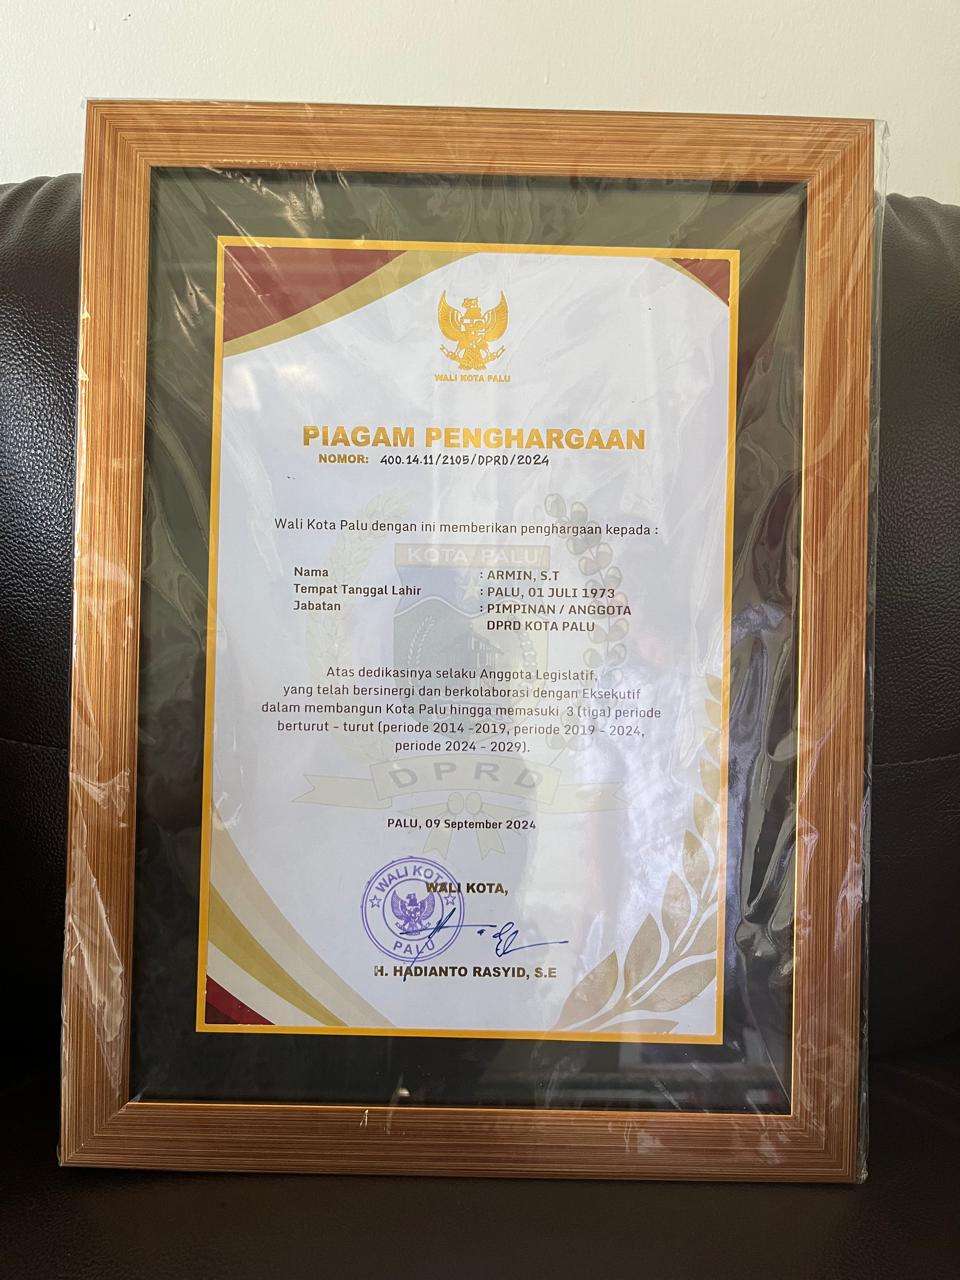 WALI KOTA PALU
PIAGAM PENGHARGAAN
NOMOR: 400.14.11/2105/DPRD/2024
Wali Kota Palu dengan ini memberikan penghargaan kepada :
KOTA PALU
Nama : ARMIN, S.T
Tempat Tanggal Lahir : PALU, 01 JULI 1973
Jabatan : PIMPINAN / ANGGOTA
DPRD KOTA PALU
Atas dedikasinya selaku Anggota Legislatif,
yang telah bersinergi dan berkolaborasi dengan Eksekutif
dalam membangun Kota Palu hingga memasuki 3 (tiga) periode
berturut - turut (periode 2014 -2019, periode 2019 - 2024,
periode 2024 - 2029).
DPRD
PALU, 09 September 2024
WALI KOTA,
WALI KOTA
PALU
H. HADIANTO RASYID, S.E